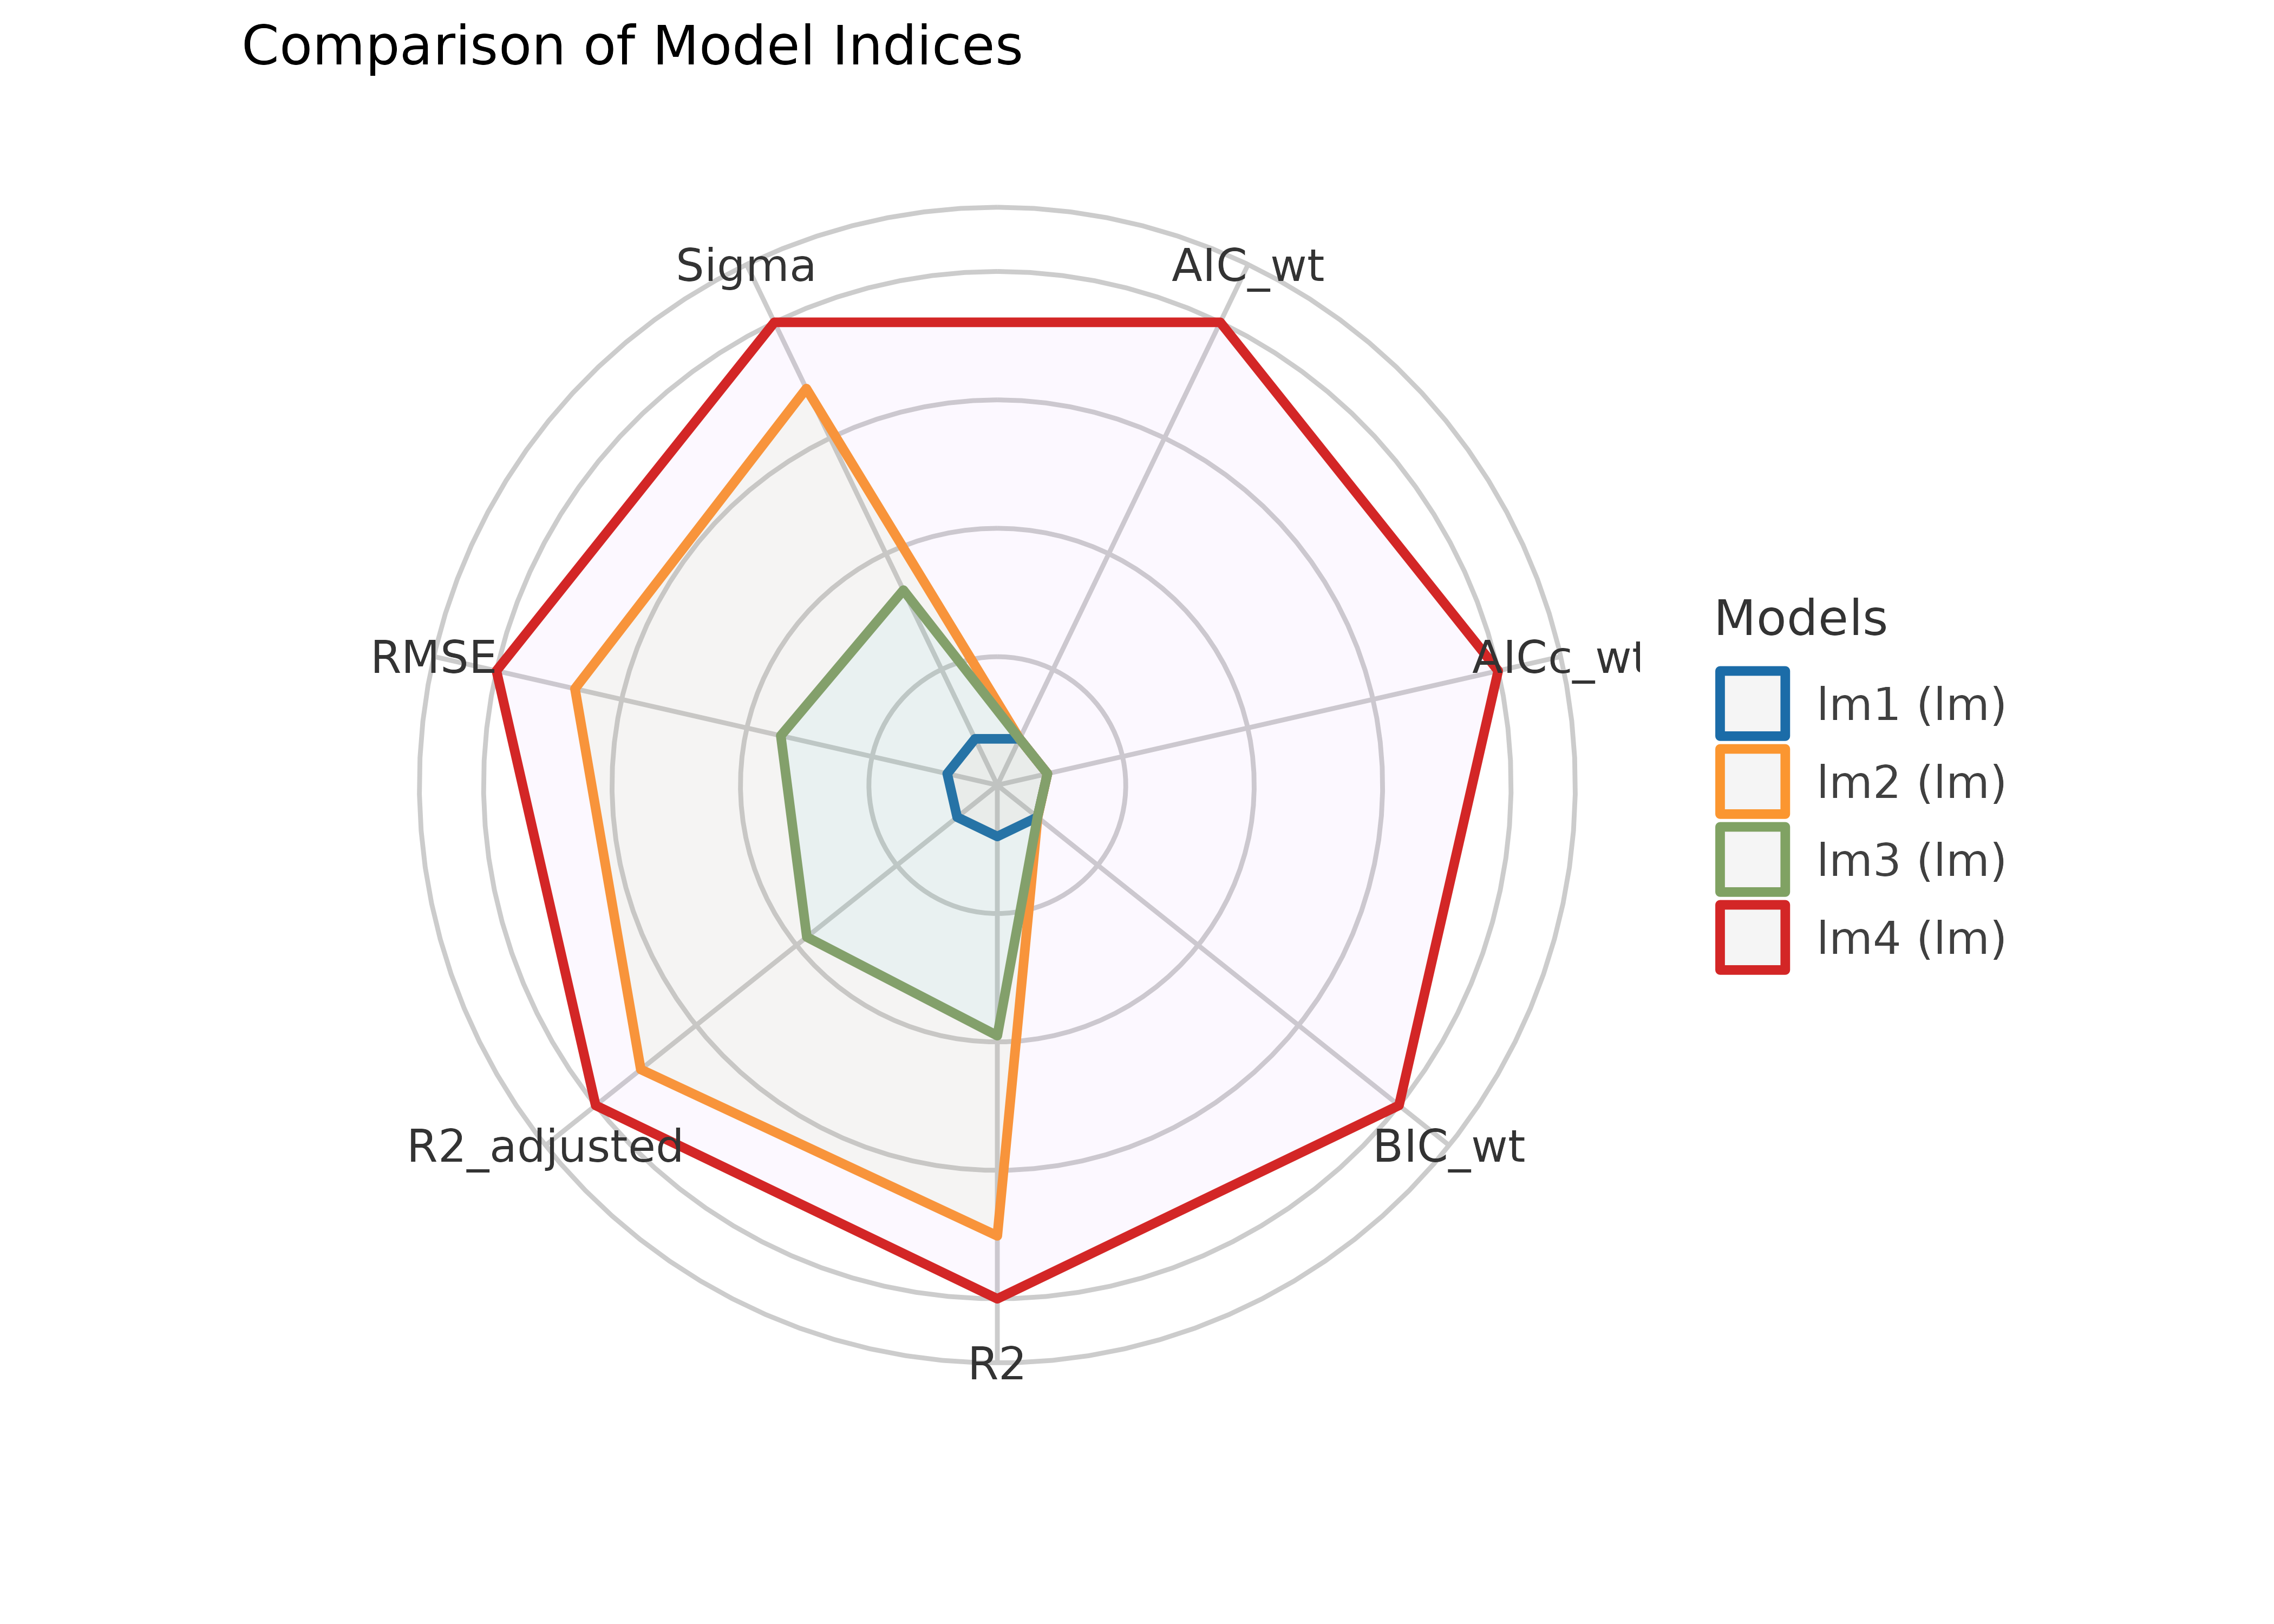 Comparison of Model Indices
Sigma
AIC_wt
RMSE
AICc_wt
R2_adjusted
BIC_wt
R2
Models
lm1 (lm)
lm2 (lm)
lm3 (lm)
lm4 (lm)